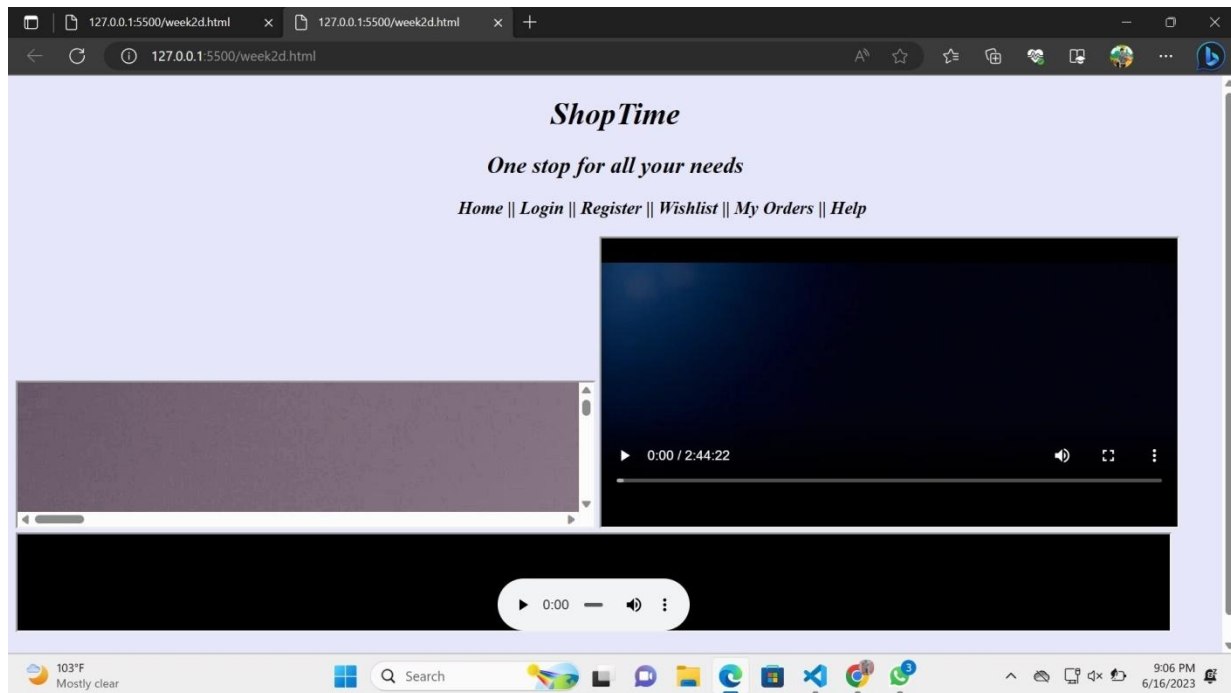 127.0.0.1:5500/week2d.html
127.0.0.1:5500/week2d.html
127.0.0.1:5500/week2d.html
ShopTime
One stop for all your needs
Home || Login || Register || Wishlist || My Orders || Help
0:00 / 2:44:22
0:00
103°F
Mostly clear
Search
3
9:06 PM
6/16/2023